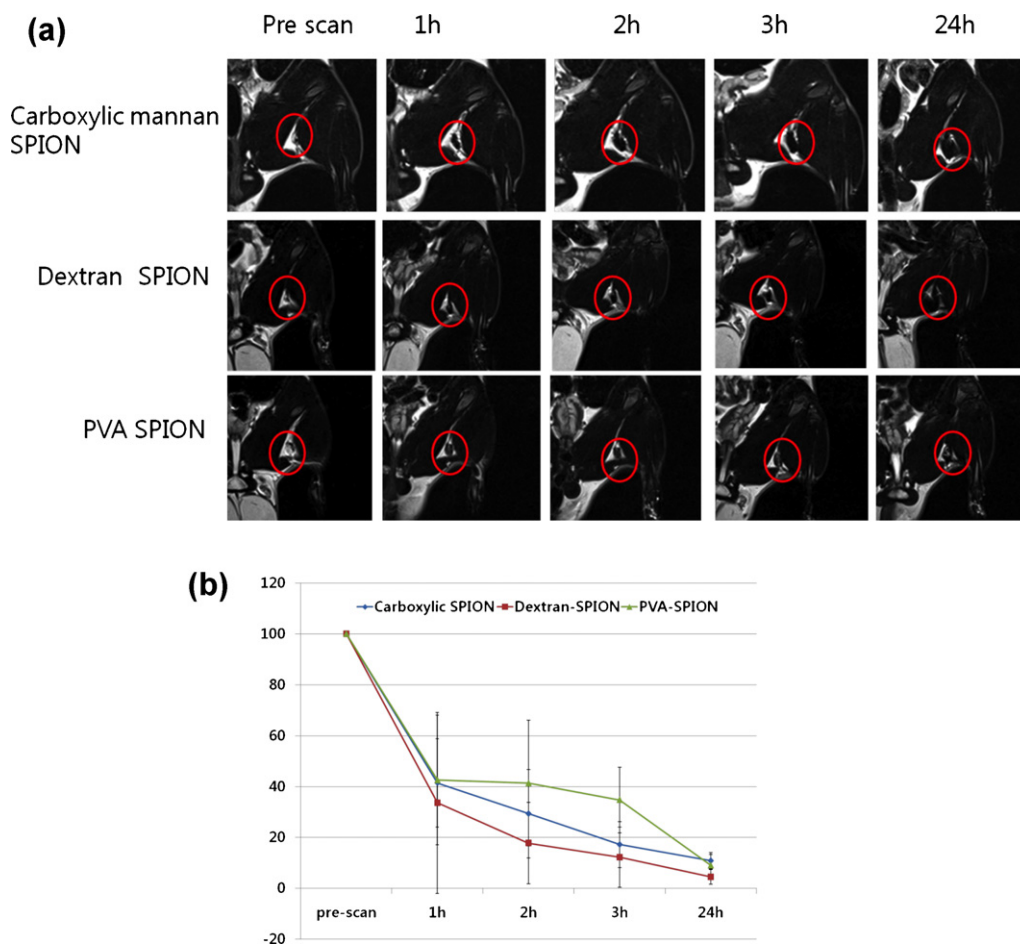 (a)
Pre scan 1h 2h 3h 24h
Carboxylic mannan
SPION
Dextran SPION
PVA SPION
(b)
120
Carboxylic SPION Dextran-SPION PVA-SPION
100
80
60
40
20
0
pre-scan 1h 2h 3h 24h
-20